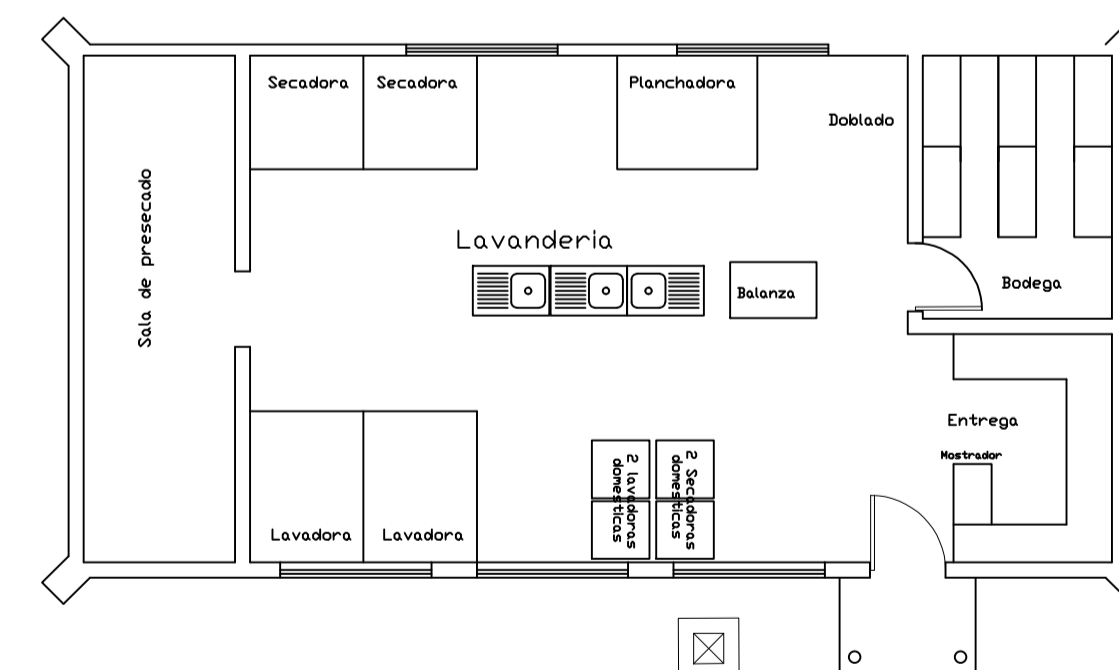 Secadora
Secadora
Planchadora
Doblado
Sala de presecado
Lavanderia
Balanza
Bodega
Entrega
Mostrador
2 lavadoras
domesticas
2 Secadoras
domesticas
Lavadora
Lavadora